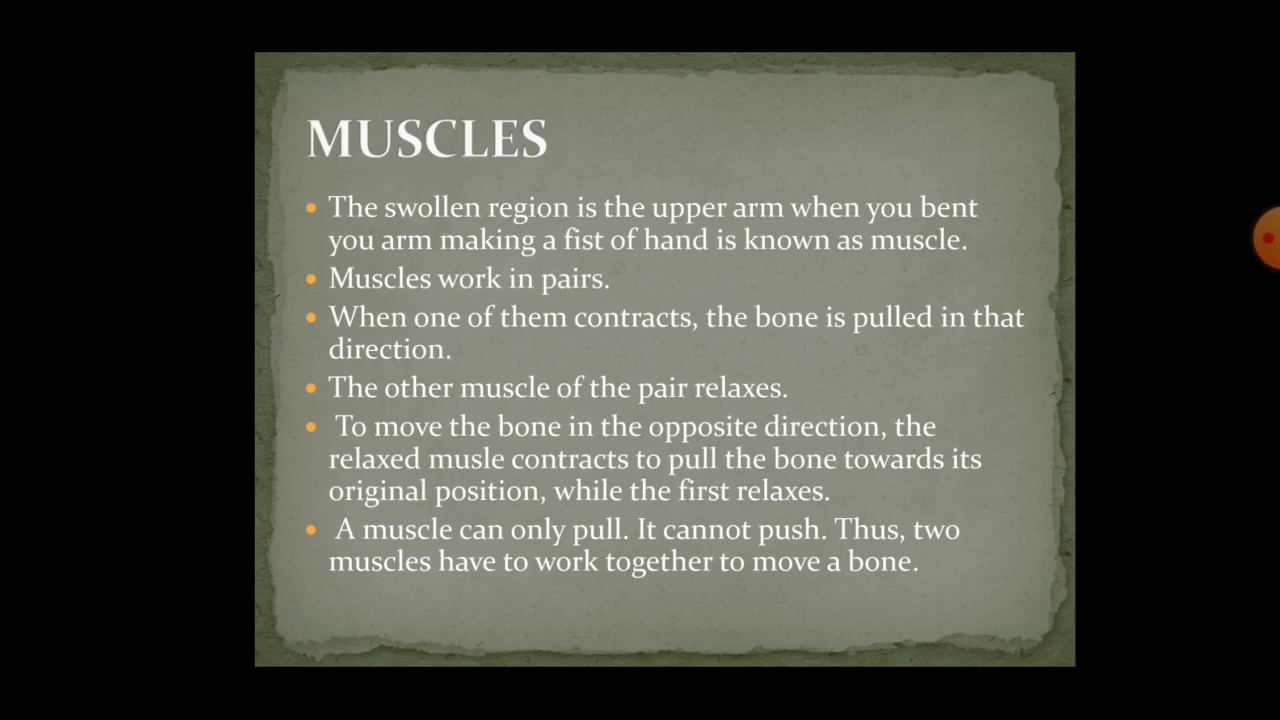 MUSCLES
• The swollen region is the upper arm when you bent
you arm making a fist of hand is known as muscle.
• Muscles work in pairs.
• When one of them contracts, the bone is pulled in that
direction.
• The other muscle of the pair relaxes.
• To move the bone in the opposite direction, the
relaxed musle contracts to pull the bone towards its
original position, while the first relaxes.
• A muscle can only pull. It cannot push. Thus, two
muscles have to work together to move a bone.